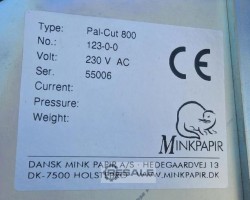 Type: Pal-Cut 800
No.: 123-0-0
Volt: 230 V AC
Ser. 55006
Current:
Pressure:
Weight:
CE
MINKPAPIR
DANSK MINK PAPIR A/S - HEDEGAARDVEJ 13
DK-7500 HOLSTEBRO - WWW.MINKPAPIR.DK
RESALE